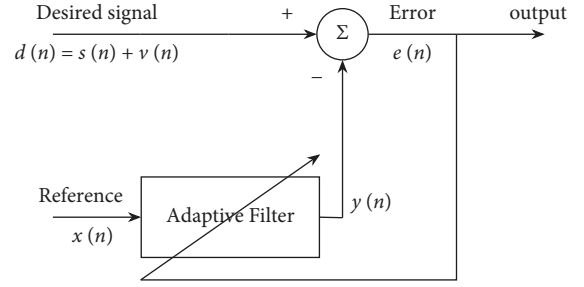 Desired signal
+
Error
output
Σ
d (n) = s (n) + v (n)
e (n)
−
Reference
Adaptive Filter
y (n)
x (n)